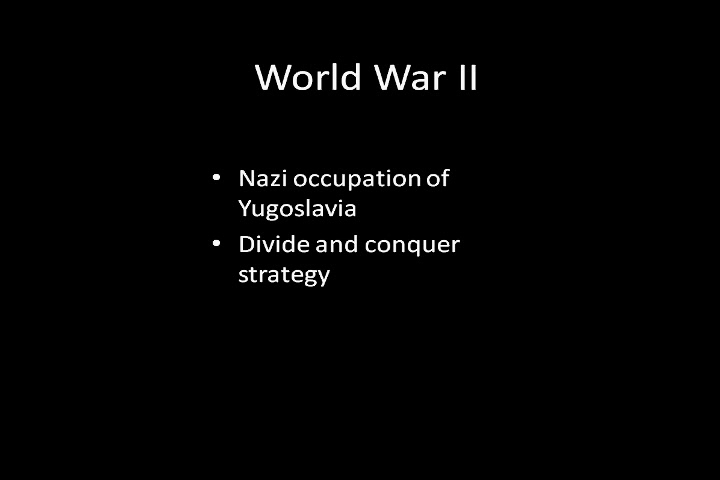 World War II
• Nazi occupation of
Yugoslavia
• Divide and conquer
strategy